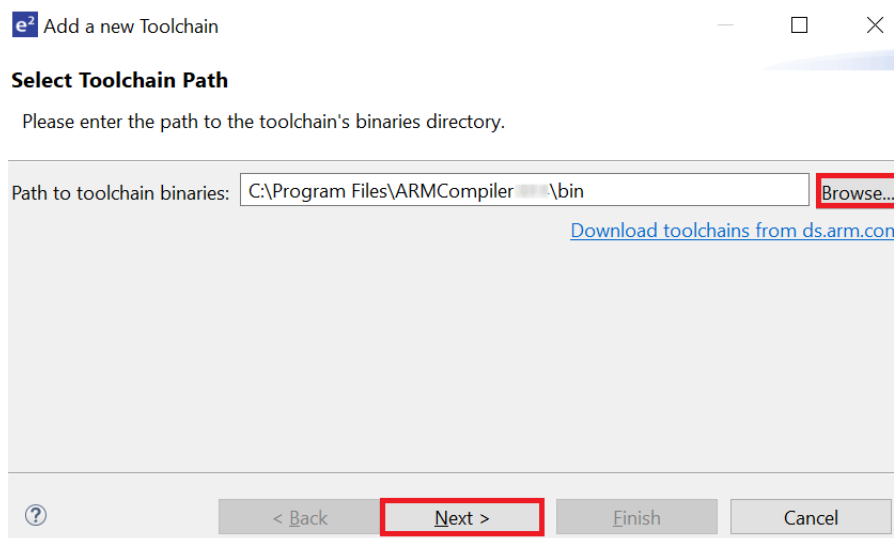 e² Add a new Toolchain
Select Toolchain Path
Please enter the path to the toolchain's binaries directory.
Path to toolchain binaries: C:\Program Files\ARMCompiler \bin Browse...
Download toolchains from ds.arm.com
? < Back Next > Finish Cancel